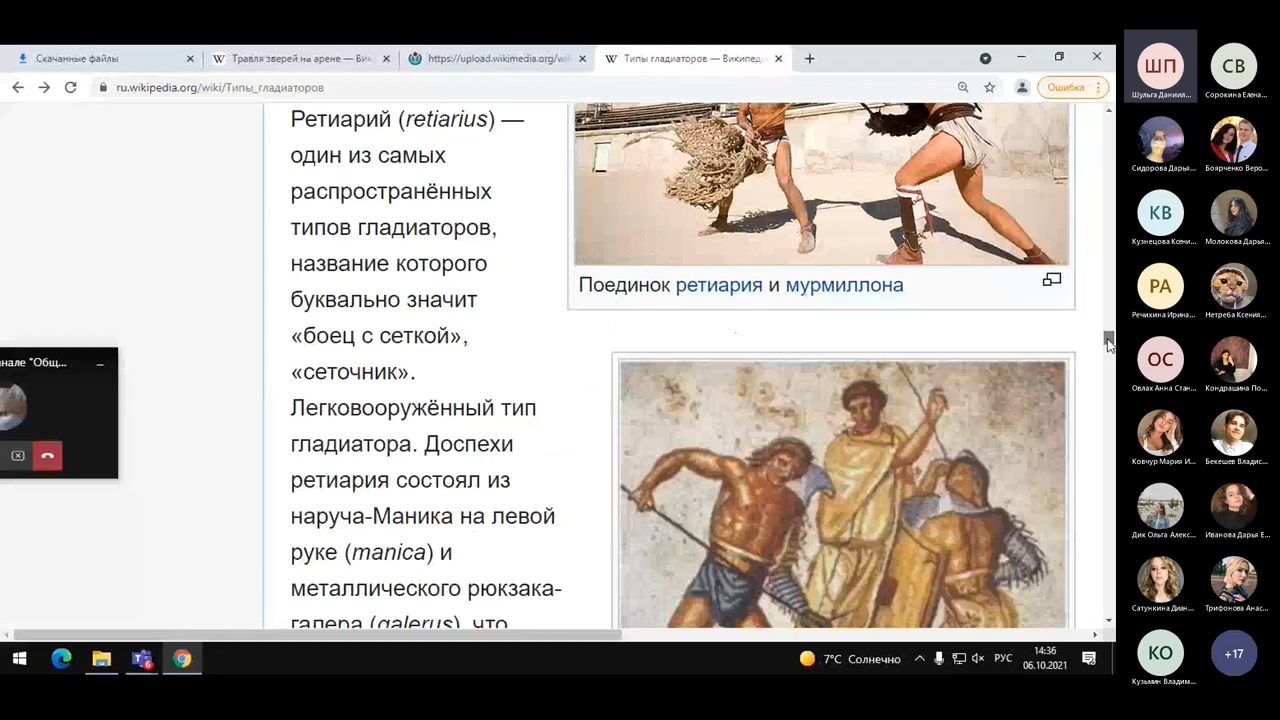 Скачанные файлы
Травля зверей на арене — Вик
https://upload.wikimedia.org/wi
Типы гладиаторов — Википед
ru.wikipedia.org/wiki/Типы_гладиаторов
Ошибка
Ретиарий (retiarius) —
один из самых
распространённых
типов гладиаторов,
название которого
буквально значит
«боец с сеткой»,
«сеточник».
Легковооружённый тип
гладиатора. Доспехи
ретиария состоял из
наруча-Маника на левой
руке (manica) и
металлического рюкзака-
галера (galerus), что
Поединок ретиария и мурмиллона
анале "Общ...
7°C Солнечно
РУС
14:36
06.10.2021
ШП
Шульга Даниил...
СВ
Сорокина Елена...
Сидорова Дарья...
Боярченко Веро...
КВ
Кузнецова Ксени...
Молокова Дарья...
РА
Речихина Ирина...
Нетреба Ксения...
ОС
Овлах Анна Стан...
Кондрашина По...
Ковчур Мария И...
Бекешев Владис...
Дик Ольга Алекс...
Иванова Дарья Е...
Сатункина Диан...
Трифонова Анас...
КО
Кузьмин Владим...
+17